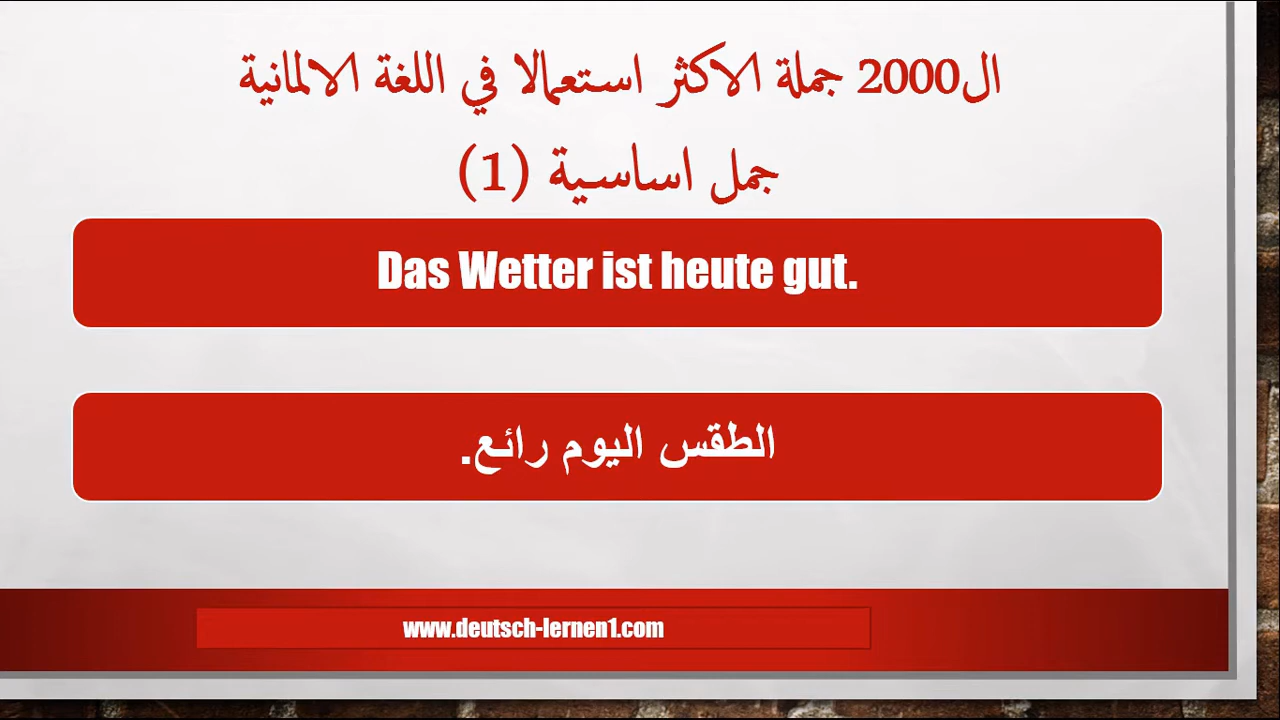 ال2000 جملة الاكثر استعمالا في اللغة الالمانية
جمل اساسية (1)
Das Wetter ist heute gut.
الطقس اليوم رائع.
www.deutsch-lernen1.com